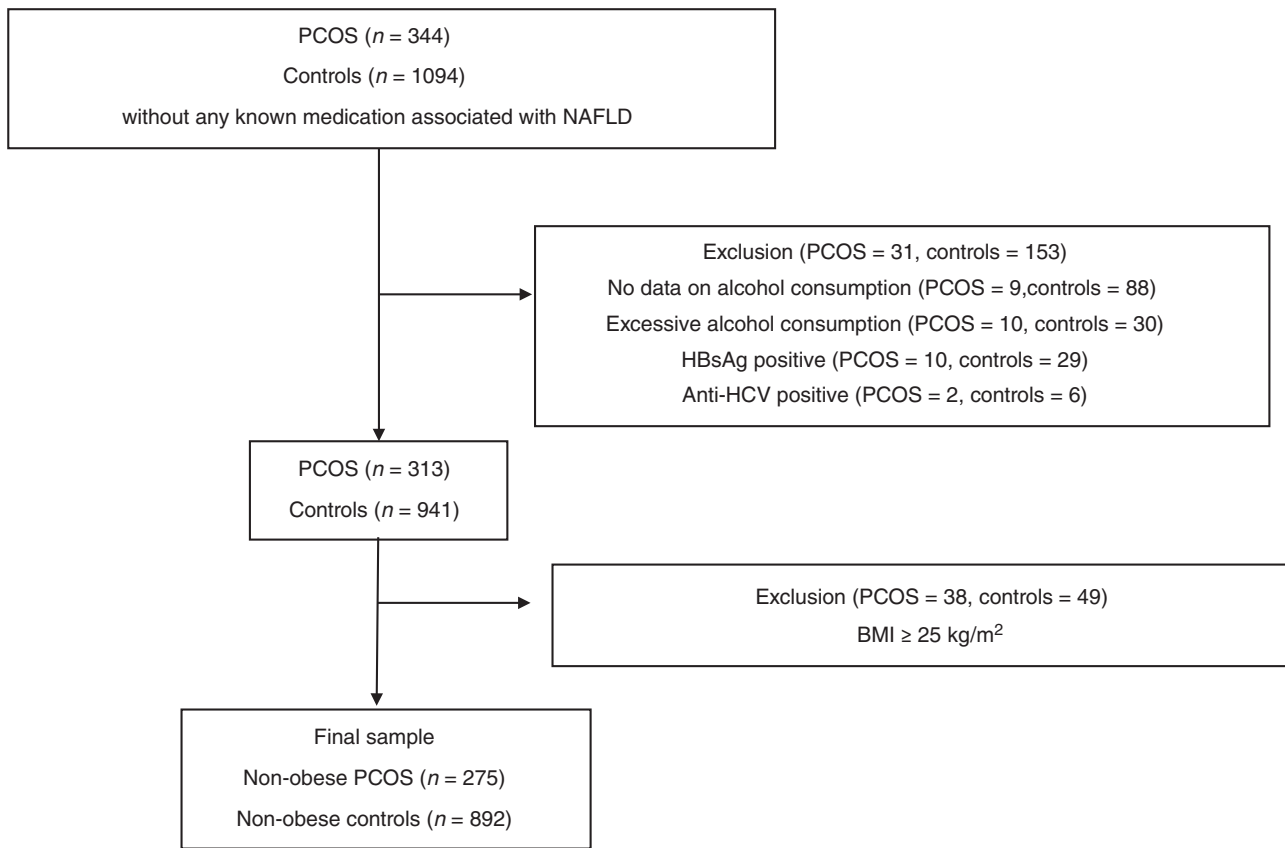 PCOS (n = 344)
Controls (n = 1094)
without any known medication associated with NAFLD
Exclusion (PCOS = 31, controls = 153)
No data on alcohol consumption (PCOS = 9,controls = 88)
Excessive alcohol consumption (PCOS = 10, controls = 30)
HBsAg positive (PCOS = 10, controls = 29)
Anti-HCV positive (PCOS = 2, controls = 6)
PCOS (n = 313)
Controls (n = 941)
Exclusion (PCOS = 38, controls = 49)
BMI ≥ 25 kg/m²
Final sample
Non-obese PCOS (n = 275)
Non-obese controls (n = 892)